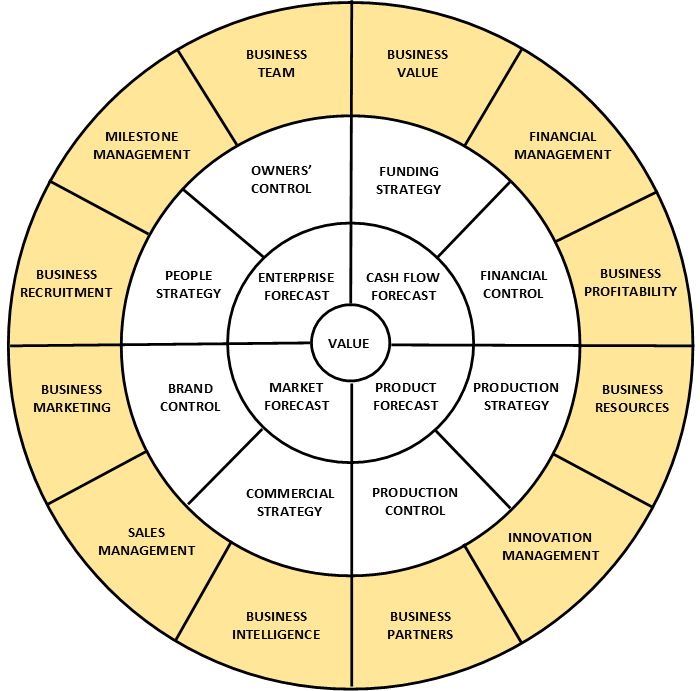 BUSINESS
TEAM
BUSINESS
VALUE
MILESTONE
MANAGEMENT
FINANCIAL
MANAGEMENT
OWNERS'
CONTROL
FUNDING
STRATEGY
BUSINESS
RECRUITMENT
PEOPLE
STRATEGY
ENTERPRISE
FORECAST
CASH FLOW
FORECAST
FINANCIAL
CONTROL
BUSINESS
PROFITABILITY
VALUE
BUSINESS
MARKETING
BRAND
CONTROL
MARKET
FORECAST
PRODUCT
FORECAST
PRODUCTION
STRATEGY
BUSINESS
RESOURCES
COMMERCIAL
STRATEGY
PRODUCTION
CONTROL
SALES
MANAGEMENT
INNOVATION
MANAGEMENT
BUSINESS
INTELLIGENCE
BUSINESS
PARTNERS